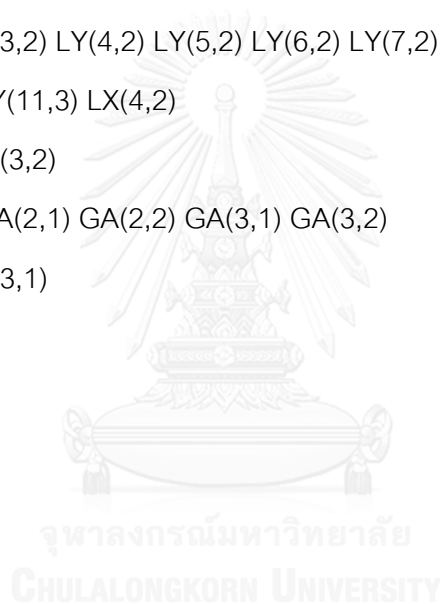 3,2) LY(4,2) LY(5,2) LY(6,2) LY(7,2)
(11,3) LX(4,2)
(3,2)
A(2,1) GA(2,2) GA(3,1) GA(3,2)
3,1)
จุฬาลงกรณ์มหาวิทยาลัย
CHULALONGKORN UNIVERSITY